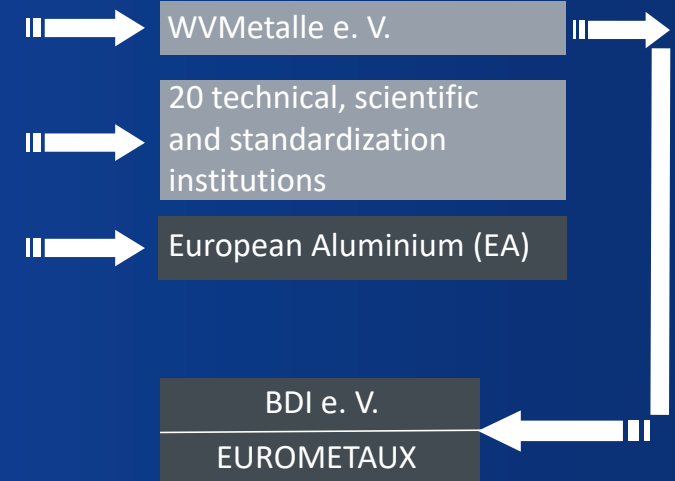 WVMetalle e. V.
20 technical, scientific
and standardization
institutions
European Aluminium (EA)
BDI e. V.
EUROMETAUX